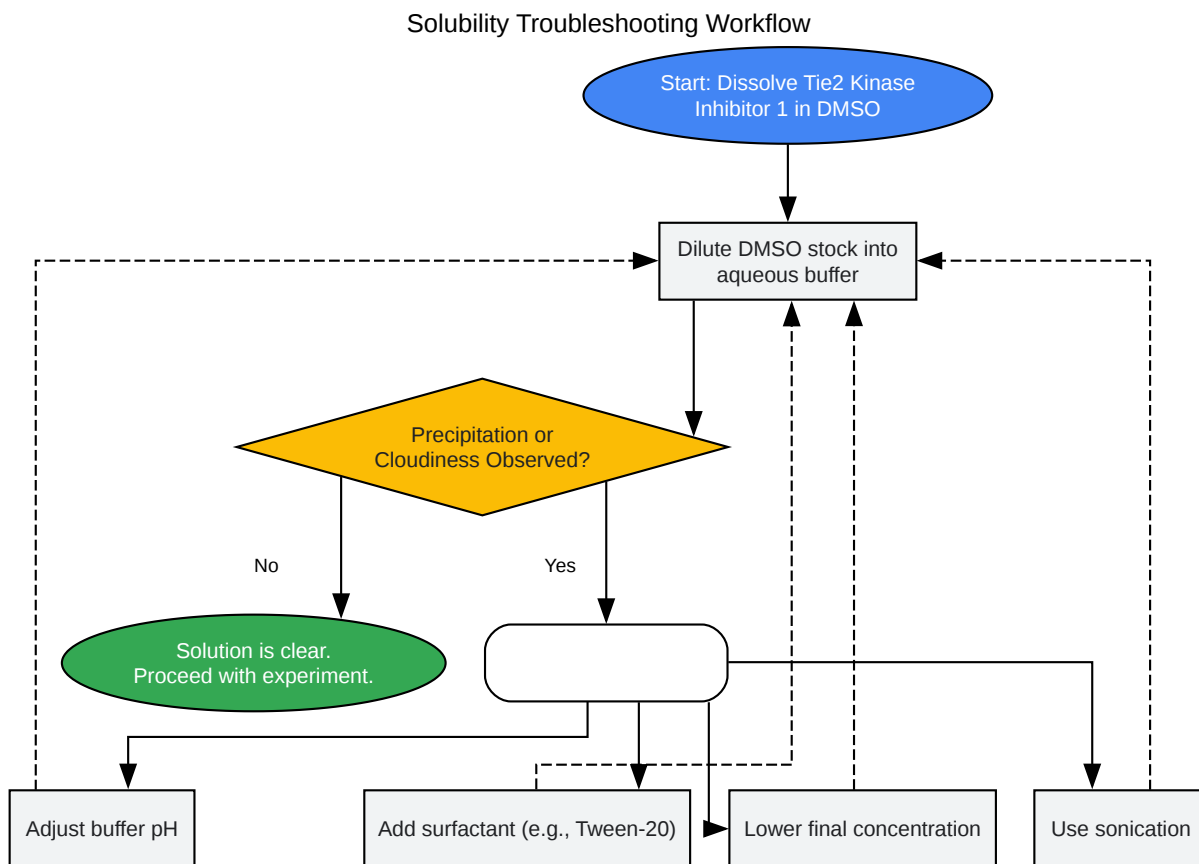 Solubility Troubleshooting Workflow
Start: Dissolve Tie2 Kinase
Inhibitor 1 in DMSO
Dilute DMSO stock into
aqueous buffer
Precipitation or
Cloudiness Observed?
No
Yes
Solution is clear.
Proceed with experiment.
Adjust buffer pH
Add surfactant (e.g., Tween-20)
Lower final concentration
Use sonication